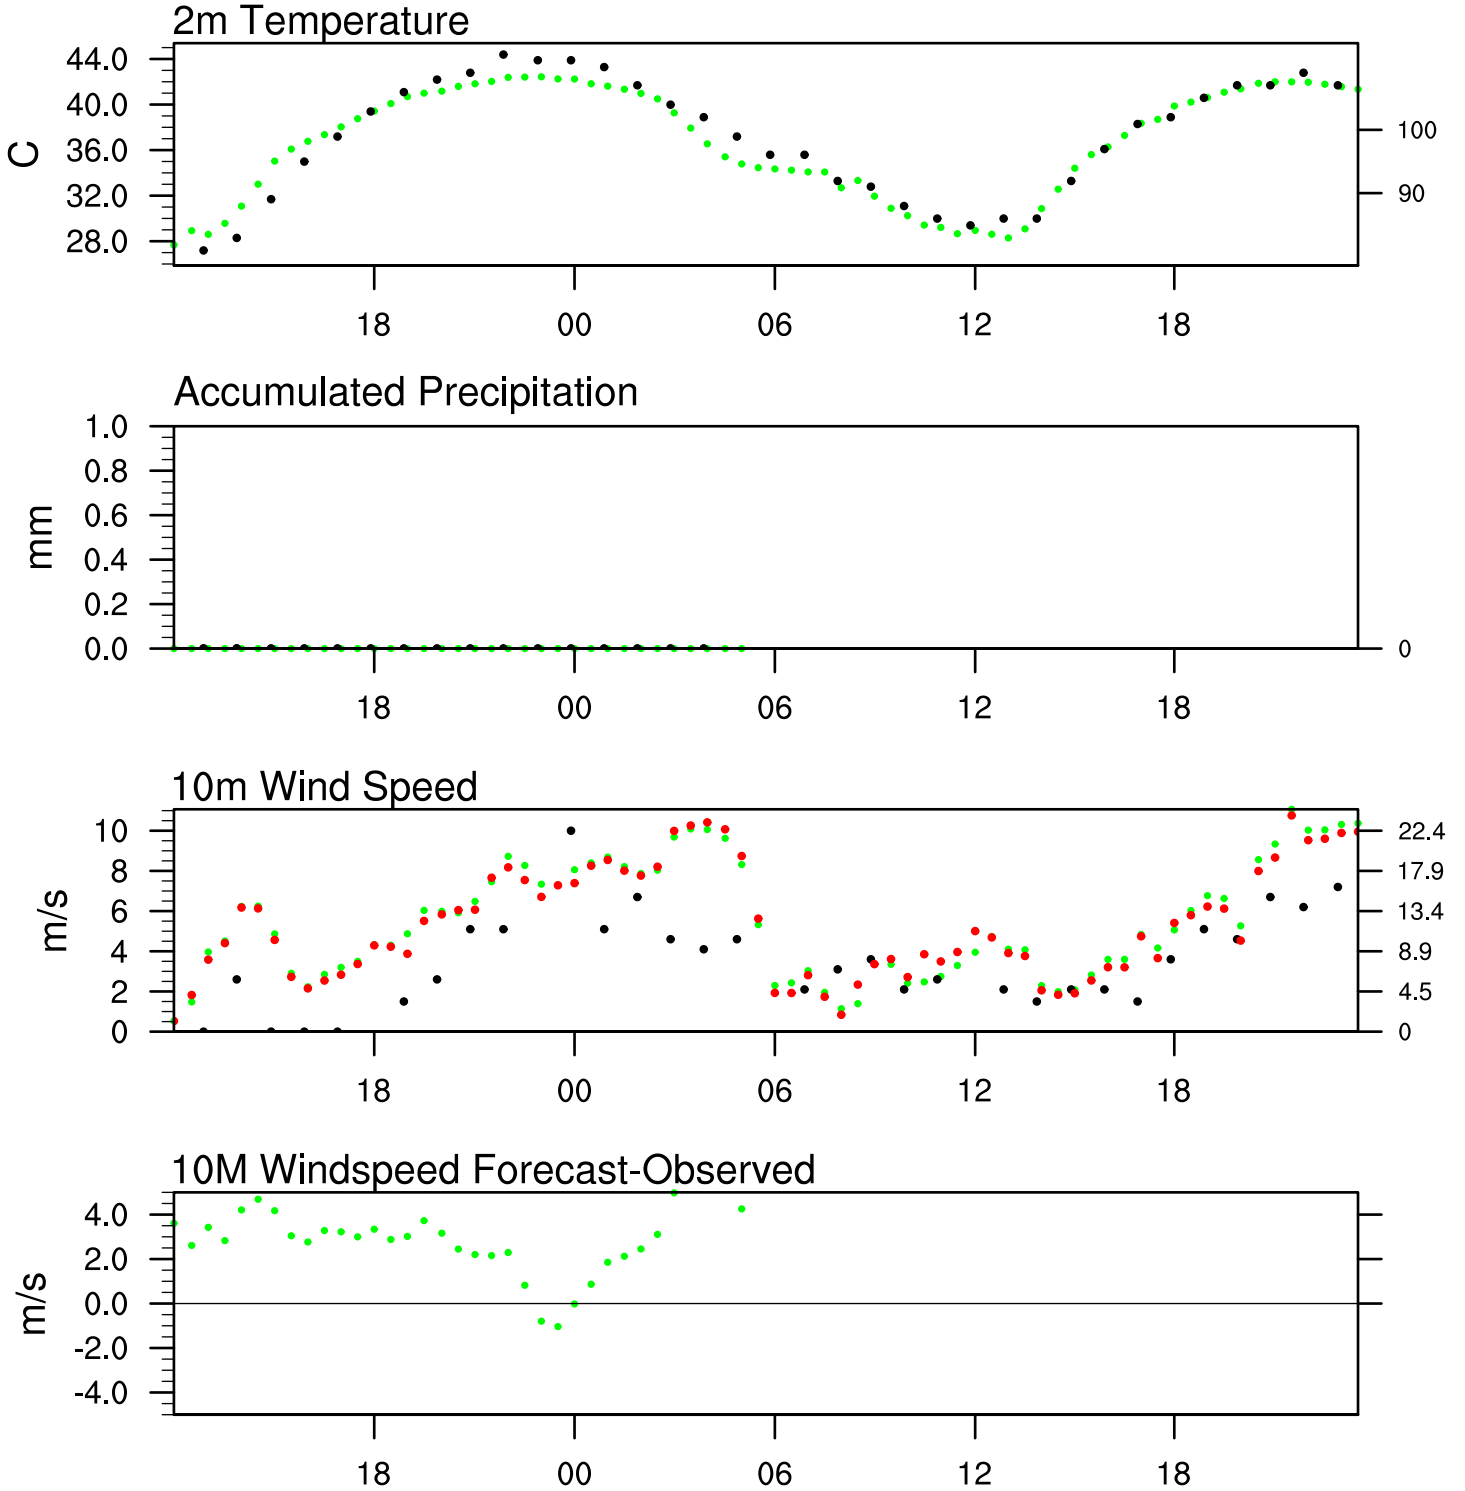 2m Temperature
44.0
40.0
36.0
32.0
28.0
C
100
90
18 00 06 12 18
Accumulated Precipitation
1.0
0.8
0.6
0.4
0.2
0.0
mm
0
18 00 06 12 18
10m Wind Speed
10
8
6
4
2
0
m/s
22.4
17.9
13.4
8.9
4.5
0
18 00 06 12 18
10M Windspeed Forecast-Observed
4.0
2.0
0.0
-2.0
-4.0
m/s
18 00 06 12 18